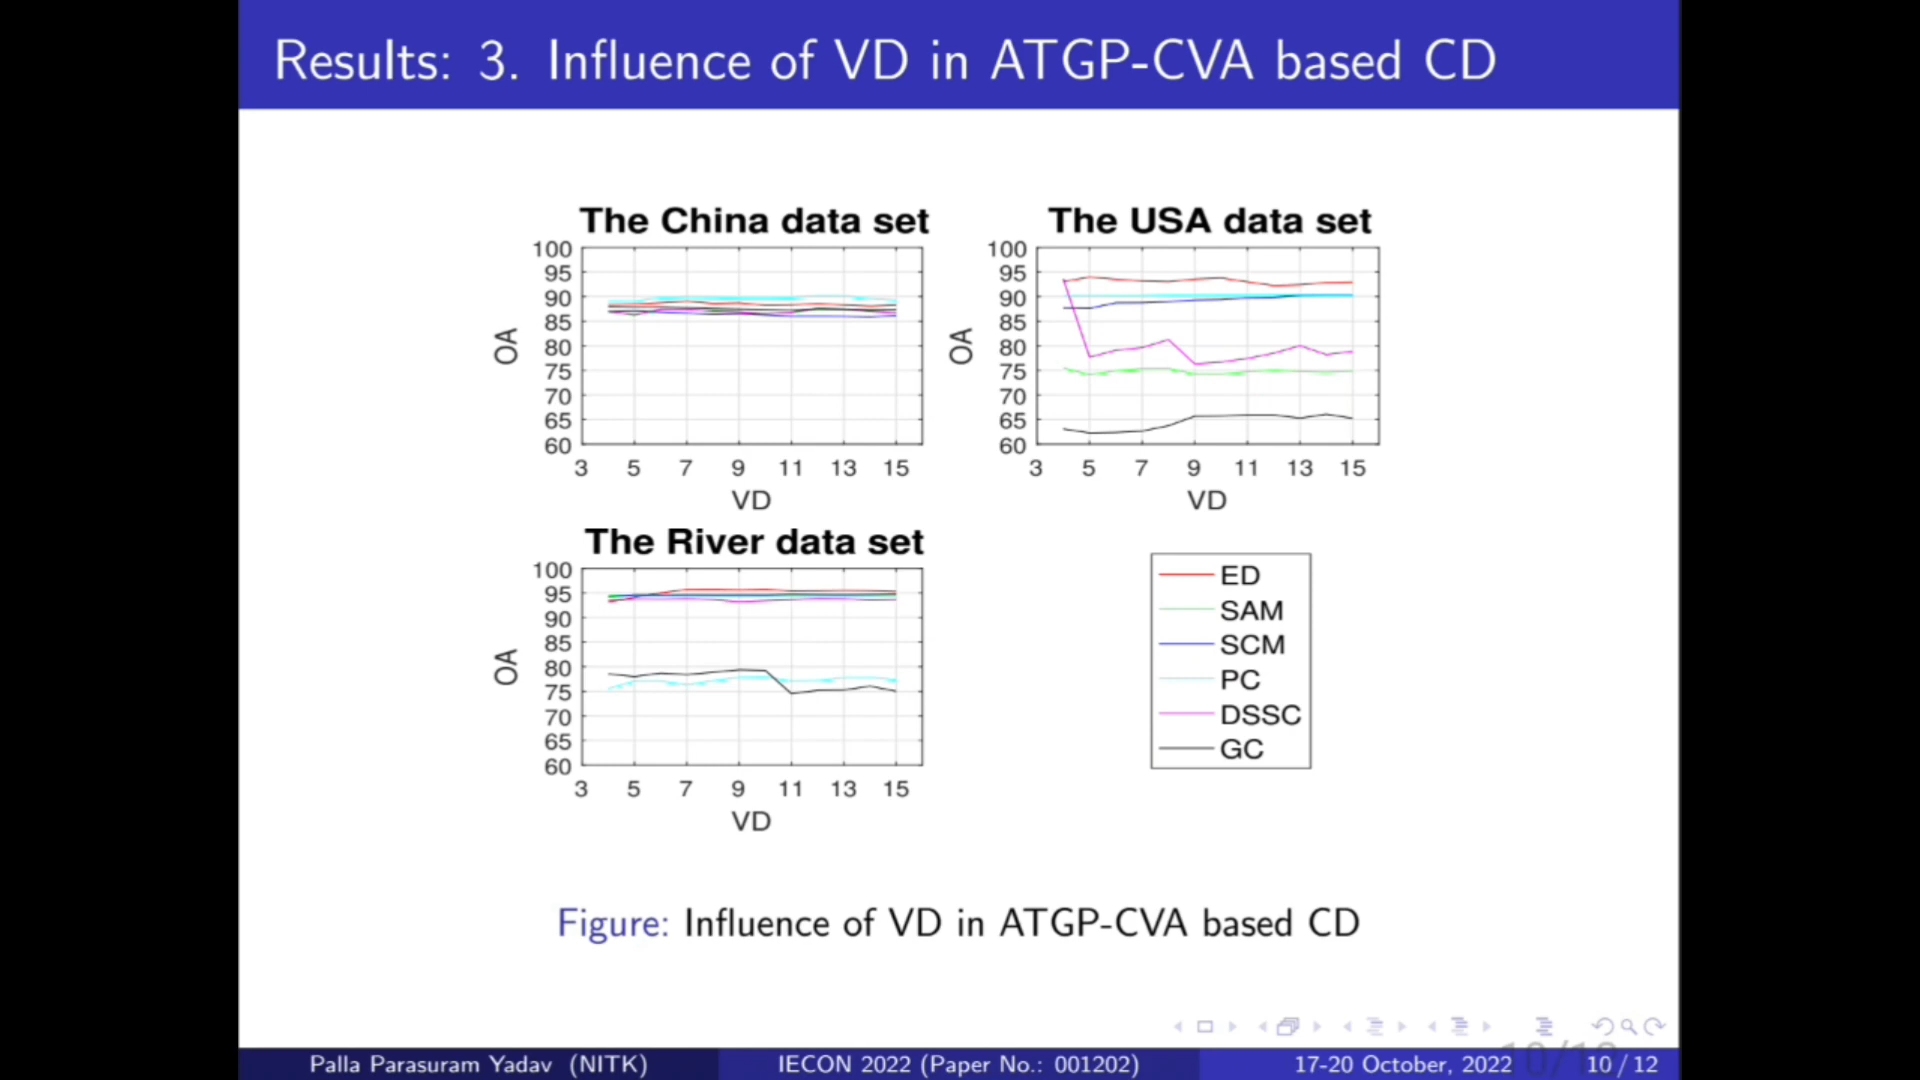 Results: 3. Influence of VD in ATGP-CVA based CD
The China data set
100
95
90
85
80
75
70
65
60
OA
3 5 7 9 11 13 15
VD
The USA data set
100
95
90
85
80
75
70
65
60
OA
3 5 7 9 11 13 15
VD
The River data set
100
95
90
85
80
75
70
65
60
OA
3 5 7 9 11 13 15
VD
ED
SAM
SCM
PC
DSSC
GC
Figure: Influence of VD in ATGP-CVA based CD
Palla Parasuram Yadav (NITK) IECON 2022 (Paper No.: 001202) 17-20 October, 2022 10 / 12